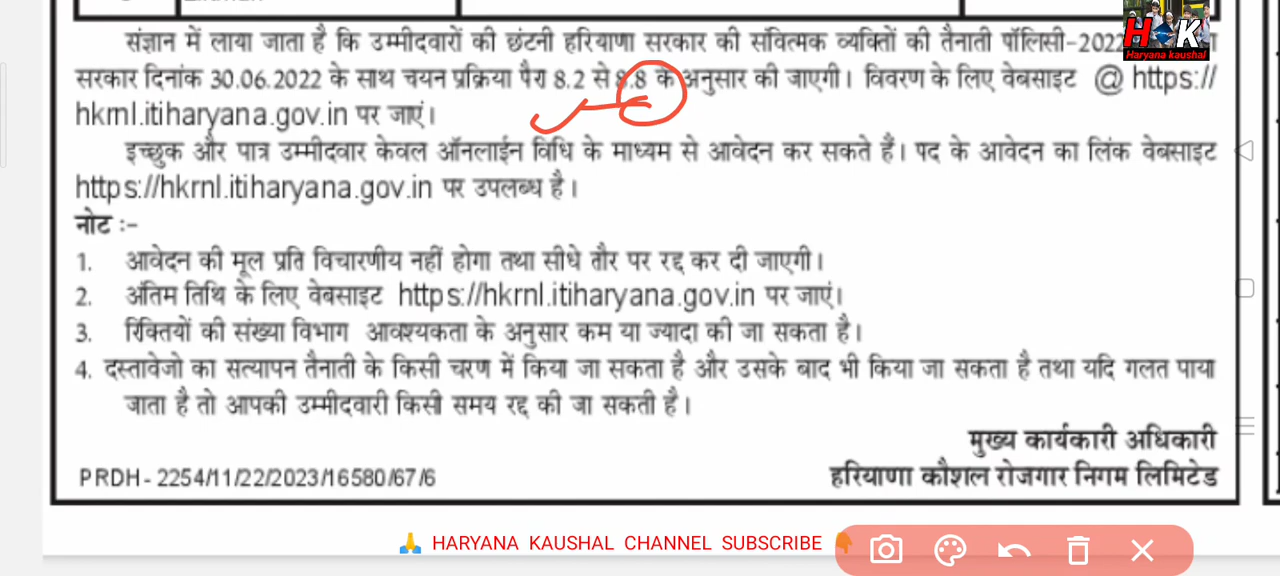 संज्ञान में लाया जाता है कि उम्मीदवारों की छंटनी हरियाणा सरकार की संवित्मक व्यक्तिों की तैनाती पॉलिसी-2022
सरकार दिनांक 30.06.2022 के साथ चयन प्रक्रिया पैरा 8.2 से 8.8 के अनुसार की जाएगी। विवरण के लिए वेबसाइट @ https://
hkrnl.itiharyana.gov.in पर जाएं।
इच्छुक और पात्र उम्मीदवार केवल ऑनलाईन विधि के माध्यम से आवेदन कर सकते हैं। पद के आवेदन का लिंक वेबसाइट
https://hkrnl.itiharyana.gov.in पर उपलब्ध है।
नोट :-
1. आवेदन की मूल प्रति विचारणीय नहीं होगा तथा सीधे तौर पर रद्द कर दी जाएगी।
2. अंतिम तिथि के लिए वेबसाइट https://hkrnl.itiharyana.gov.in पर जाएं।
3. रिक्तियों की संख्या विभाग आवश्यकता के अनुसार कम या ज्यादा की जा सकता है।
4. दस्तावेजो का सत्यापन तैनाती के किसी चरण में किया जा सकता है और उसके बाद भी किया जा सकता है तथा यदि गलत पाया
जाता है तो आपकी उम्मीदवारी किसी समय रद्द की जा सकती है।
मुख्य कार्यकारी अधिकारी
PRDH - 2254/11/22/2023/16580/67/6 हरियाणा कौशल रोजगार निगम लिमिटेड
H K
Haryana kaushal
🙏 HARYANA KAUSHAL CHANNEL SUBSCRIBE 👇